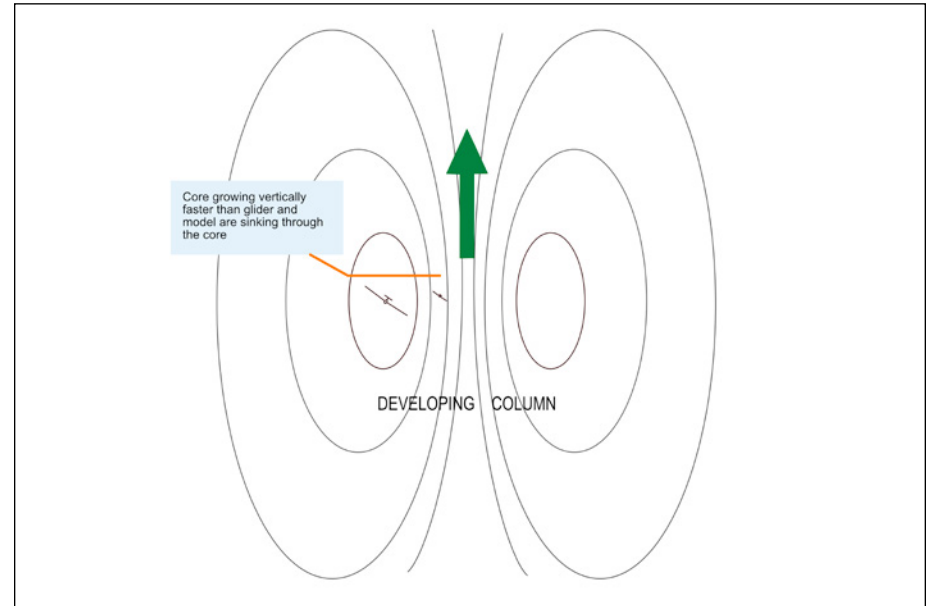 Core growing vertically
faster than glider and
model are sinking through
the core
DEVELOPING COLUMN